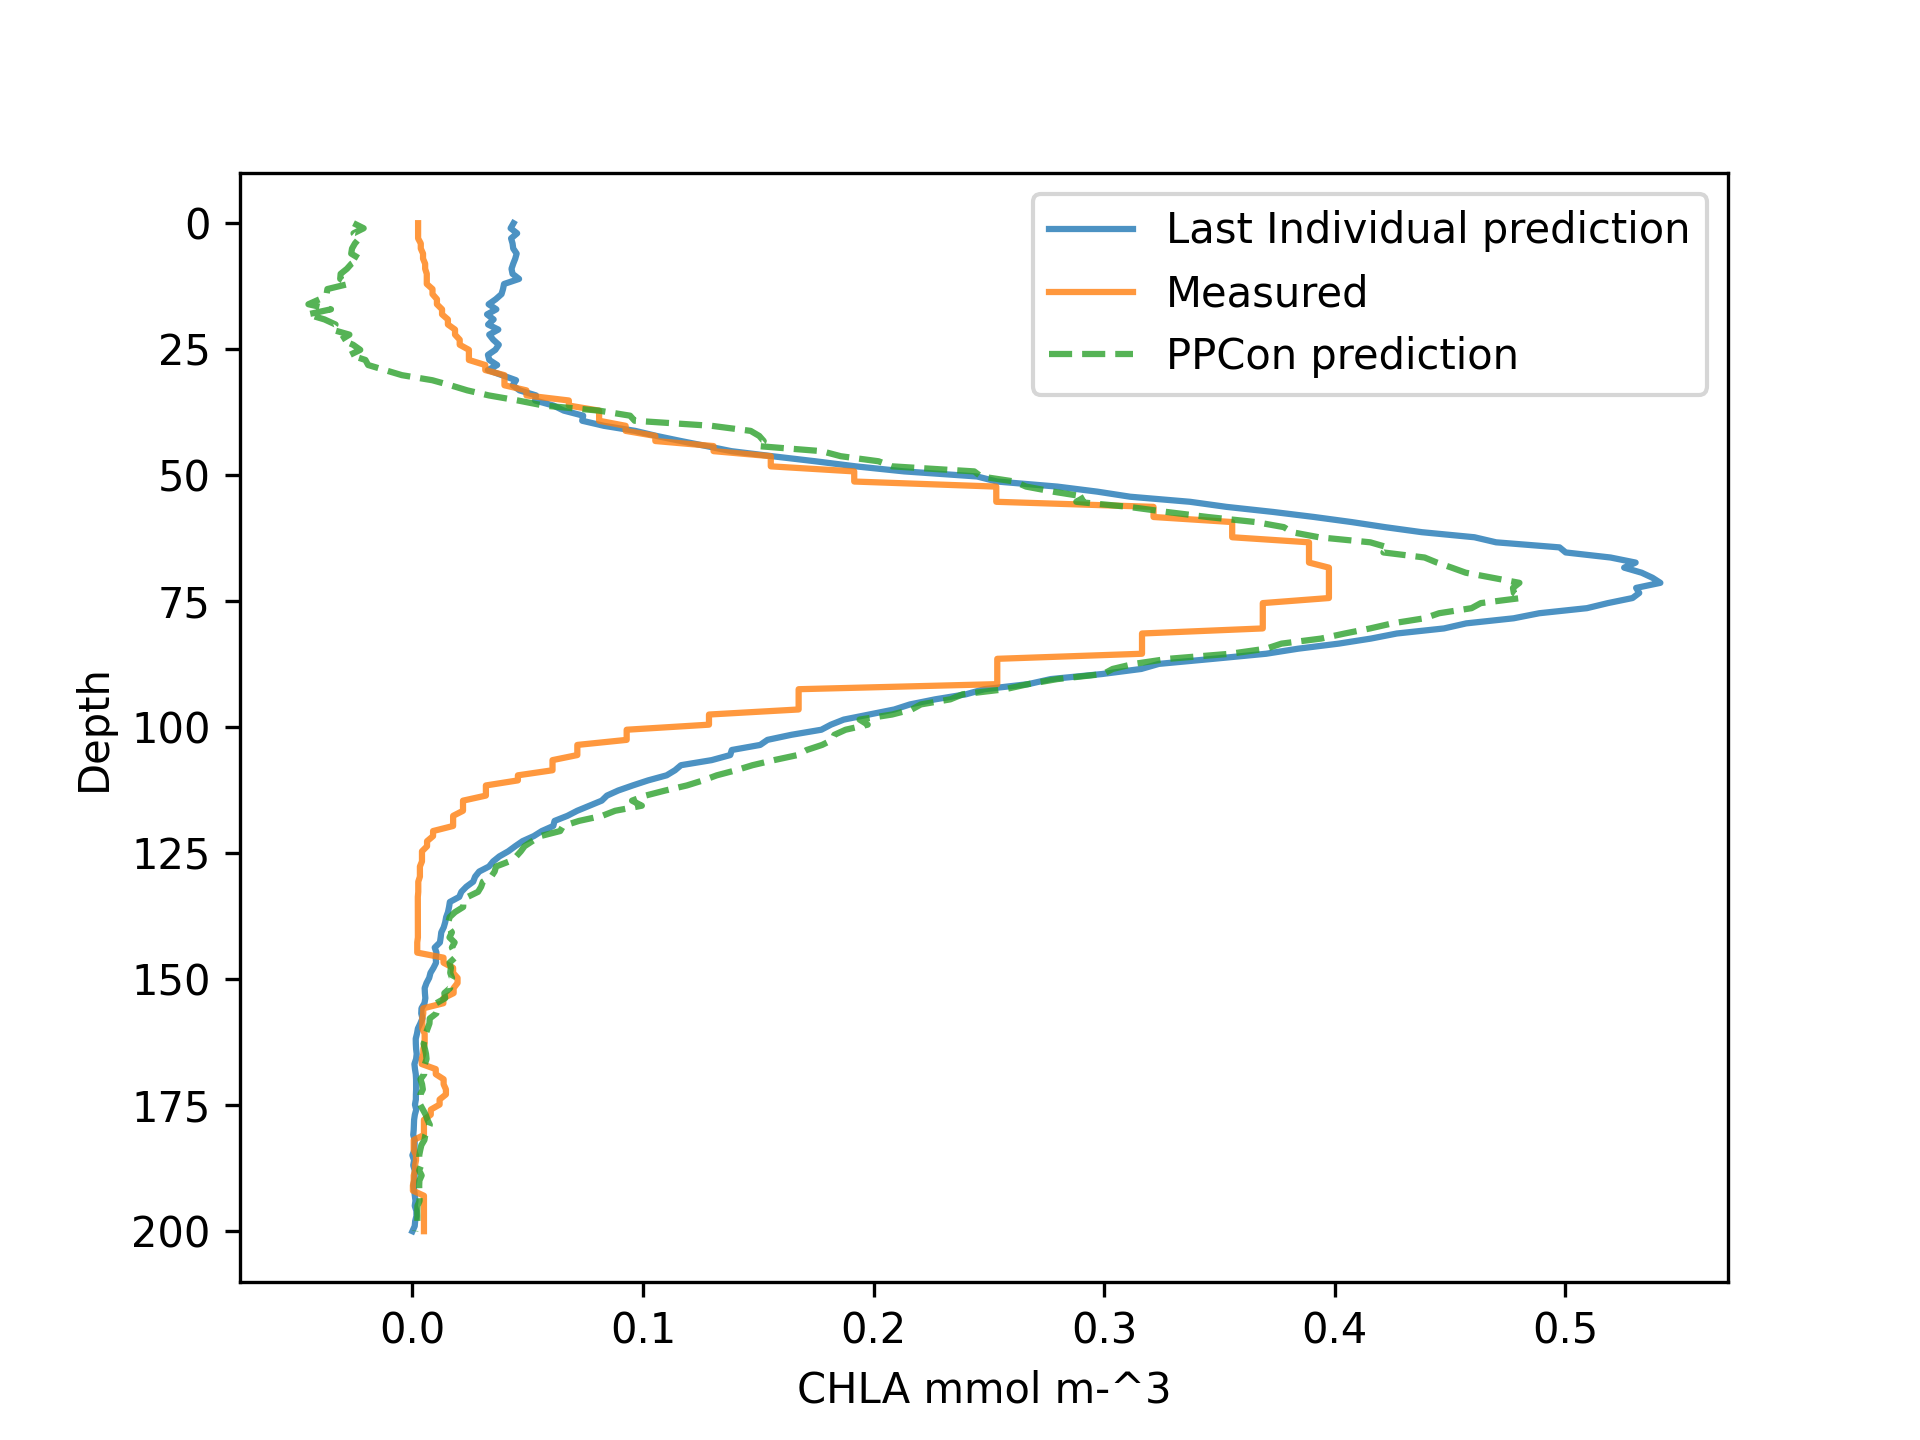 Last Individual prediction
Measured
PPCon prediction
0
25
50
75
100
125
150
175
200
Depth
0.0 0.1 0.2 0.3 0.4 0.5
CHLA mmol m-^3